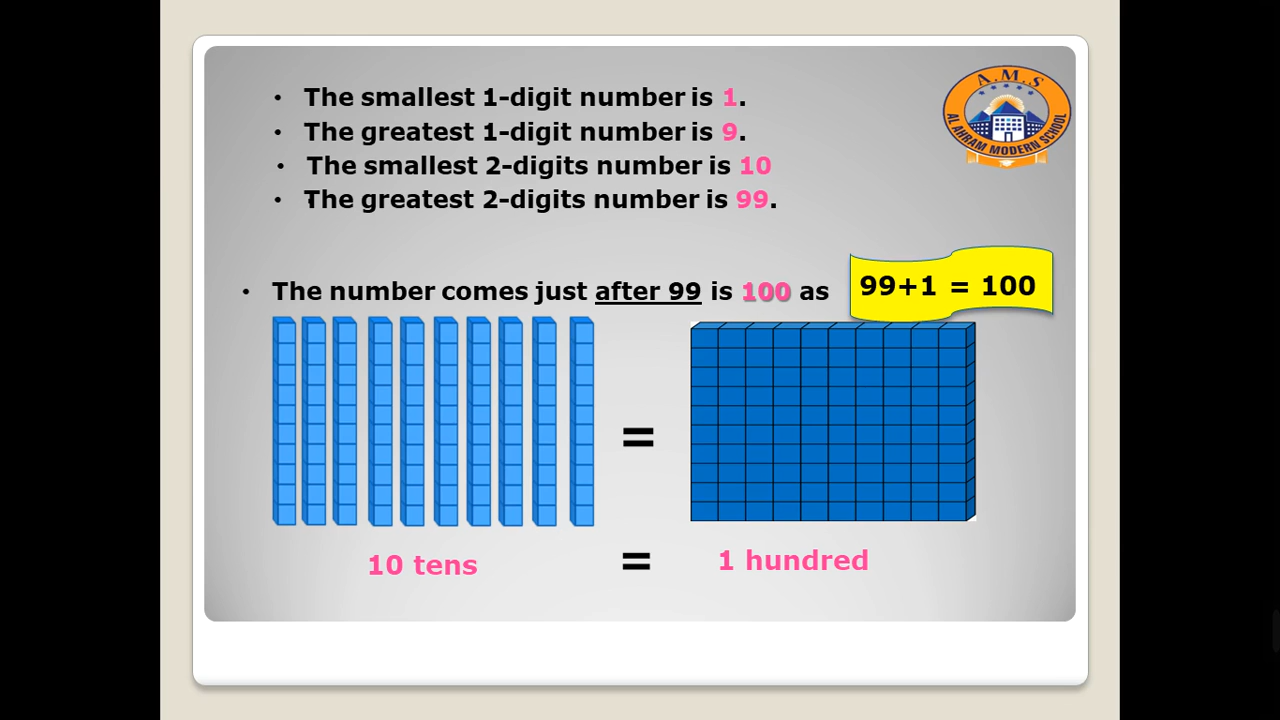 • The smallest 1-digit number is 1.
• The greatest 1-digit number is 9.
• The smallest 2-digits number is 10
• The greatest 2-digits number is 99.
A.M.S
AL AHRAM MODERN SCHOOL
• The number comes just after 99 is 100 as
99+1 = 100
=
10 tens = 1 hundred